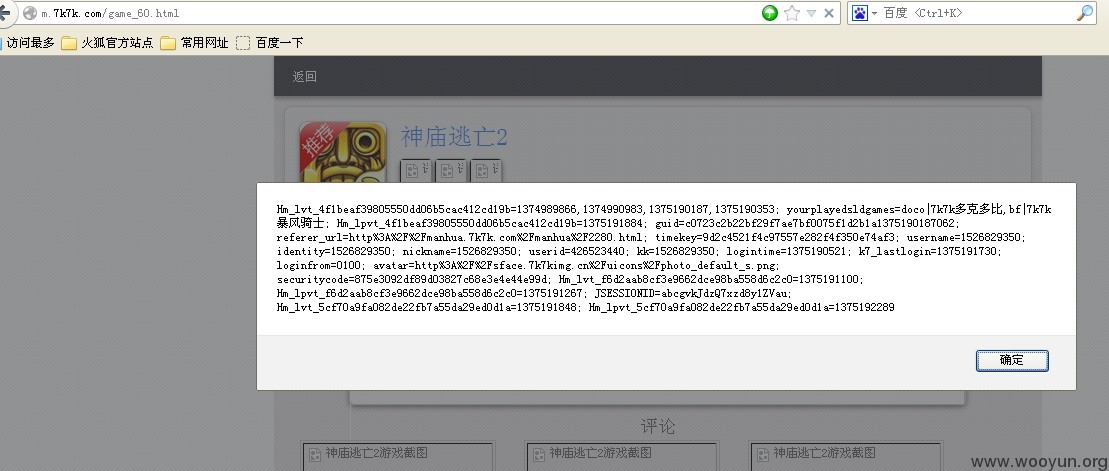 m.7k7k.com/game_60.html
百度 <Ctrl+K>
访问最多 火狐官方站点 常用网址 百度一下
返回
推荐
神庙逃亡2
Hm_lvt_4f1beaf39805550dd06b5cac412cd19b=1374989866,1374990983,1375190187,1375190353; yourplayedsldgames=doco|7k7k多克多比,bf|7k7k
暴风骑士; Hm_lpvt_4f1beaf39805550dd06b5cac412cd19b=1375191884; guid=c0723c2b22bf29f7ae7bf0075f1d2b1a1375190187062;
referer_url=http%3A%2F%2Fmanhua.7k7k.com%2Fmanhua%2F2280.html; timekey=9d2c4521f4c97557e282f4f350e74af3; username=1526829350;
identity=1526829350; nickname=1526829350; userid=426523440; kk=1526829350; logintime=1375190521; k7_lastlogin=1375191730;
loginfrom=0100; avatar=http%3A%2F%2Fsface.7k7kimg.cn%2Fuicons%2Fphoto_default_s.png;
securitycode=875e3092df89d03827c68e3e4e44e99d; Hm_lvt_f6d2aab8cf3e9662dce98ba558d6c2c0=1375191100;
Hm_lpvt_f6d2aab8cf3e9662dce98ba558d6c2c0=1375191267; JSESSIONID=abcgvkJdzQ7xzd8y1ZVau;
Hm_lvt_5cf70a9fa082de22fb7a55da29ed0d1a=1375191848; Hm_lpvt_5cf70a9fa082de22fb7a55da29ed0d1a=1375192289
确定
评论
神庙逃亡2游戏截图 神庙逃亡2游戏截图 神庙逃亡2游戏截图
www.wooyun.org